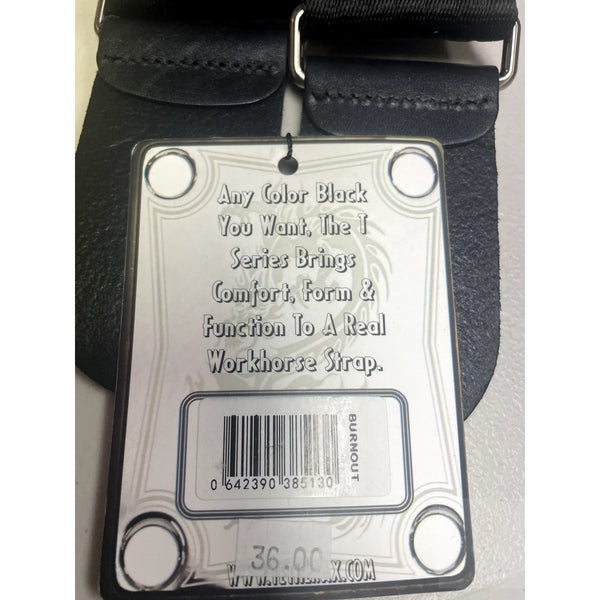 Any Color Black
You Want, The T
Series Brings
Comfort, Form &
Function To A Real
Workhorse Strap.
BURNOUT
0 642390 385130
36.00